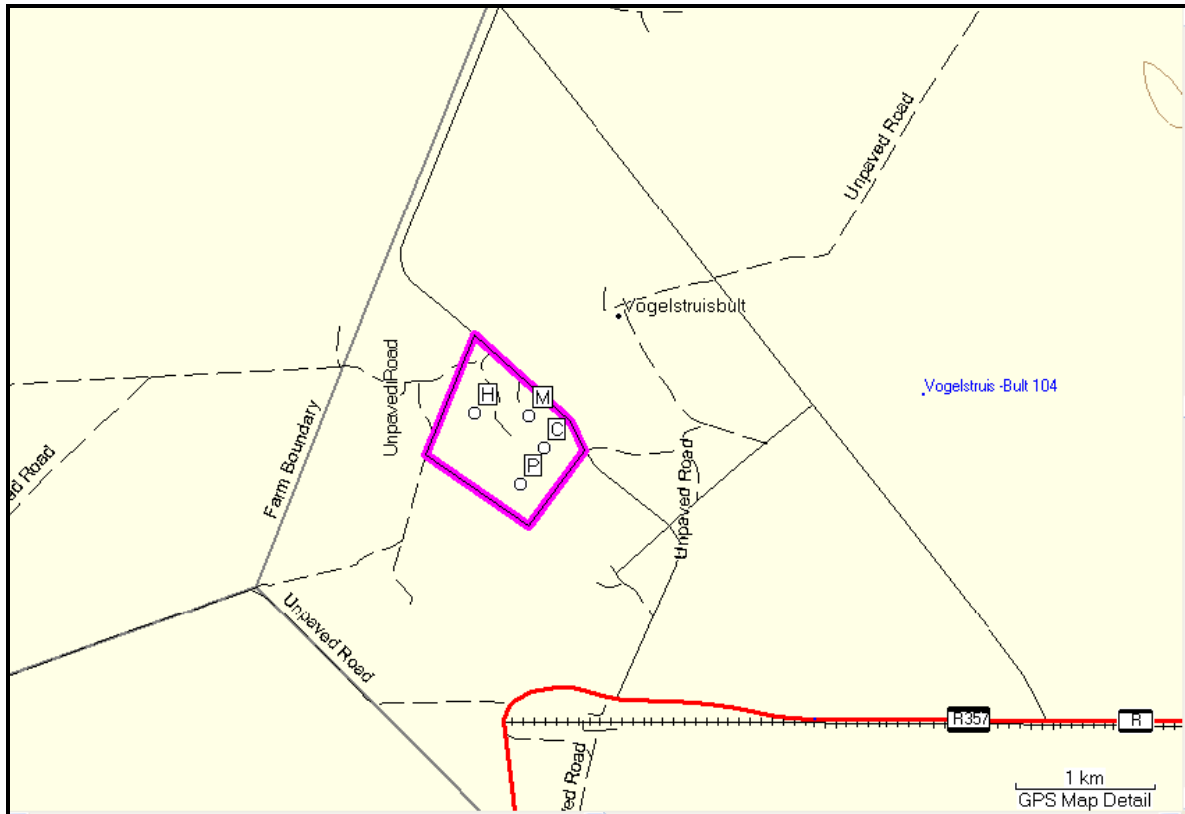 Unpaved Road
Vogelstruisbult
Unpaved Road
Vogelstruis -Bult 104
H
M
C
P
Farm Boundary
ad Road
Unpaved Road
Unpaved Road
R357
R
ved Road
1 km
GPS Map Detail